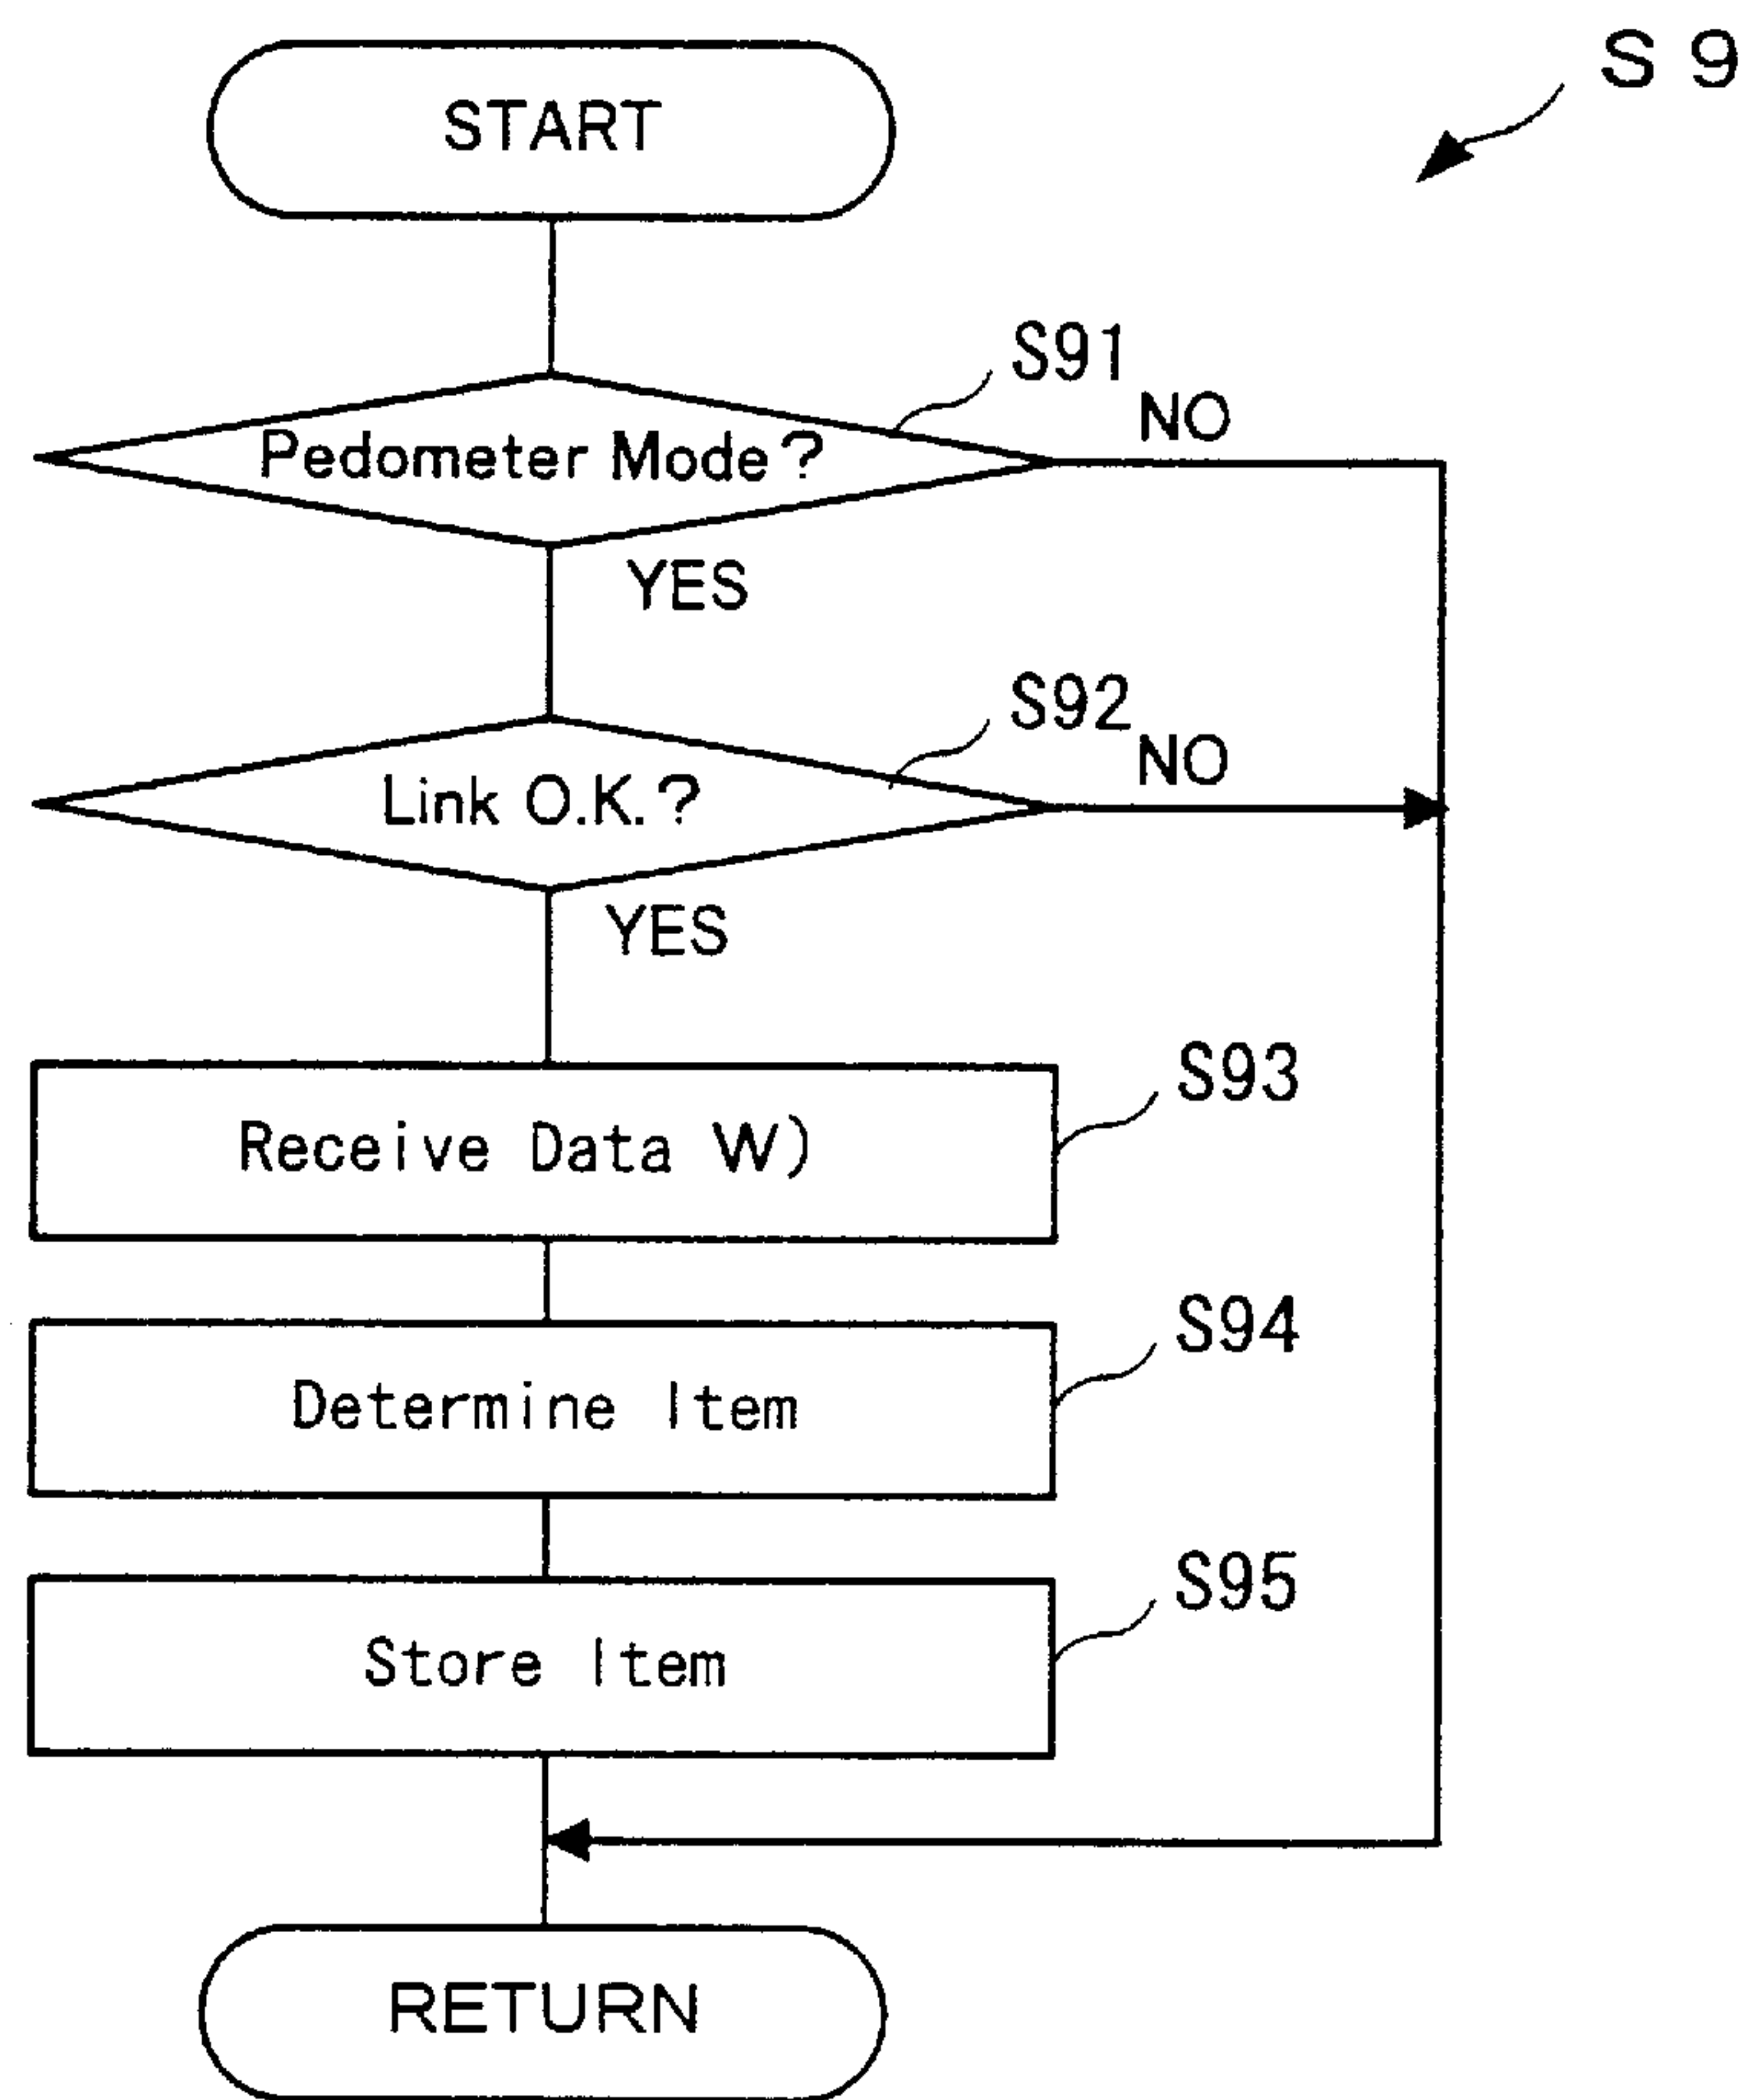 S 9
START
S91
NO
Pedometer Mode?
YES
S92
NO
Link O.K.?
YES
S93
Receive Data W)
S94
Determine Item
S95
Store Item
RETURN